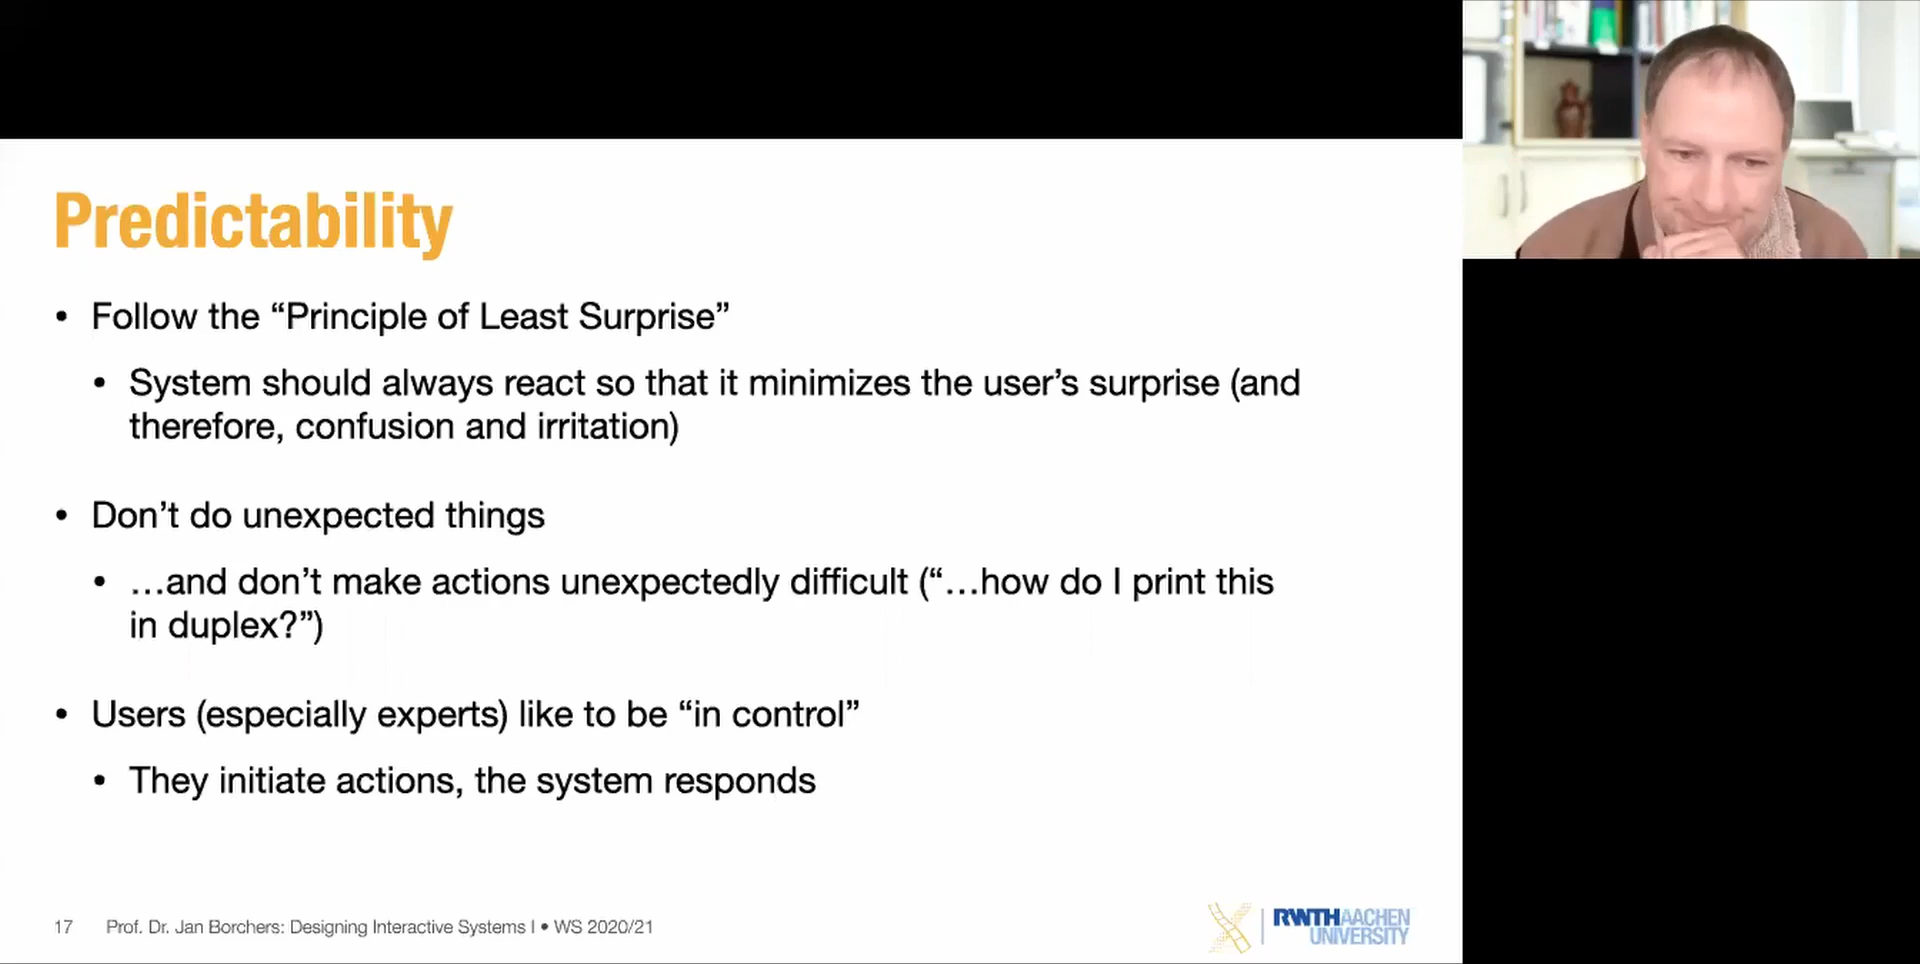 Predictability
• Follow the “Principle of Least Surprise”
• System should always react so that it minimizes the user’s surprise (and
therefore, confusion and irritation)
• Don’t do unexpected things
• …and don’t make actions unexpectedly difficult (“…how do I print this
in duplex?”)
• Users (especially experts) like to be “in control”
• They initiate actions, the system responds
17 Prof. Dr. Jan Borchers: Designing Interactive Systems I • WS 2020/21
RWTHAACHEN
UNIVERSITY